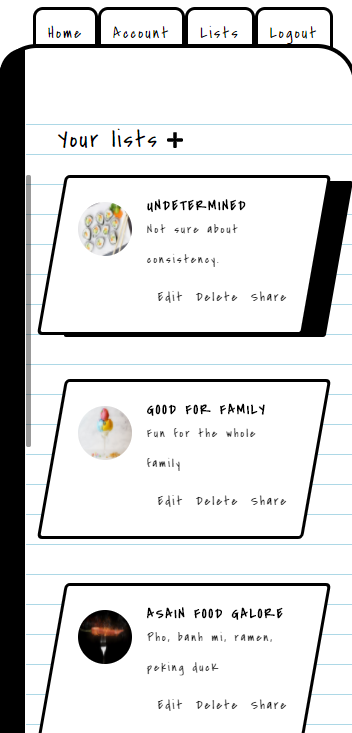 Home Account Lists Logout
Your lists +
UNDETERMINED
Not sure about
consistency.
Edit Delete Share
GOOD FOR FAMILY
Fun for the whole
family
Edit Delete Share
ASAIN FOOD GALORE
Pho, banh mi, ramen,
peking duck
Edit Delete Share